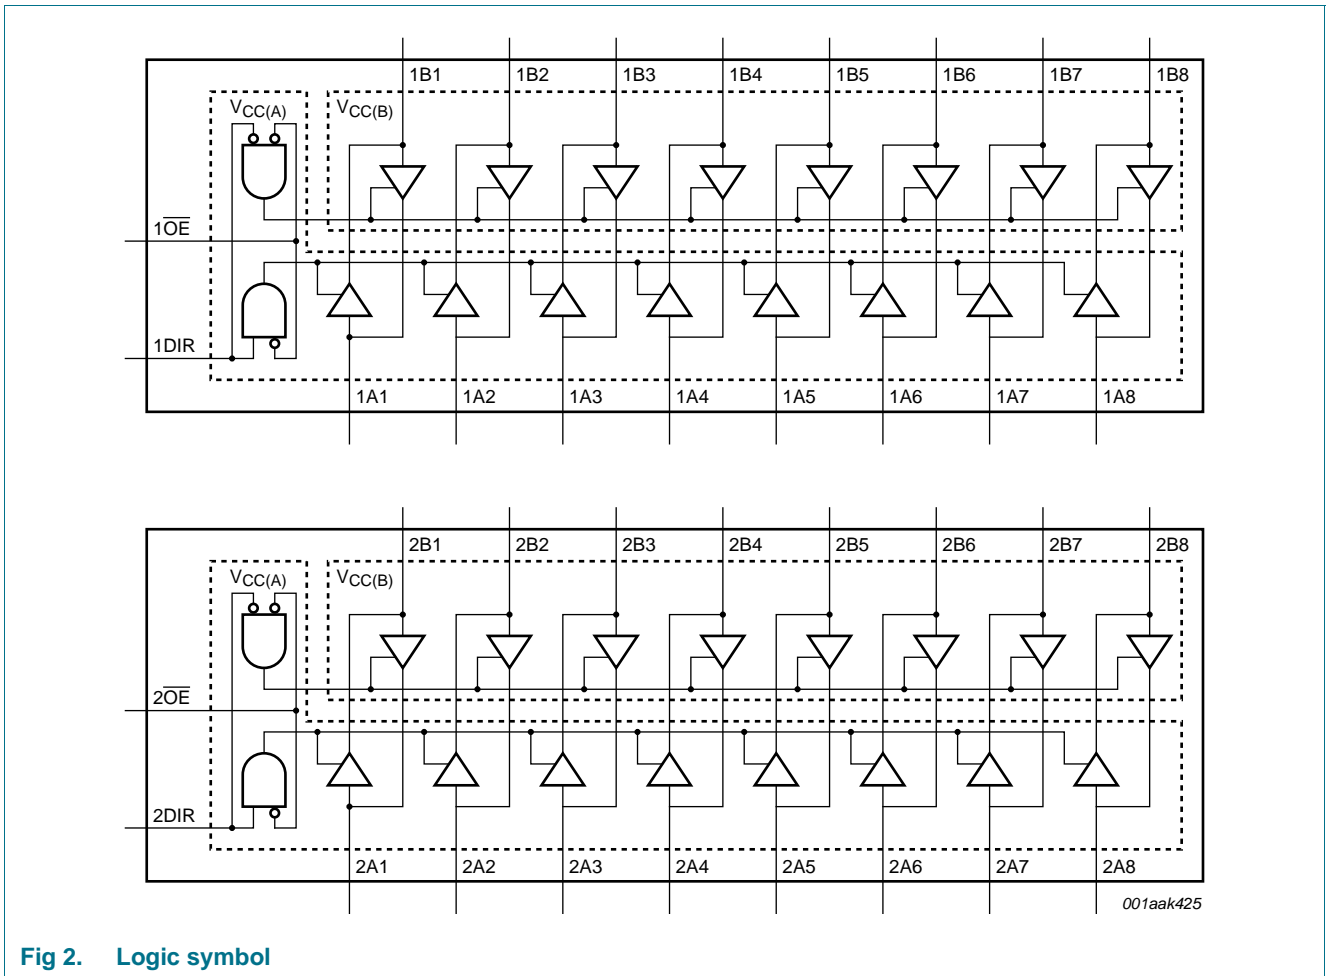 1B1 1B2 1B3 1B4 1B5 1B6 1B7 1B8
VCC(A) VCC(B)
1O̅E̅
1DIR
1A1 1A2 1A3 1A4 1A5 1A6 1A7 1A8
2B1 2B2 2B3 2B4 2B5 2B6 2B7 2B8
VCC(A) VCC(B)
2O̅E̅
2DIR
2A1 2A2 2A3 2A4 2A5 2A6 2A7 2A8
001aak425
Fig 2. Logic symbol